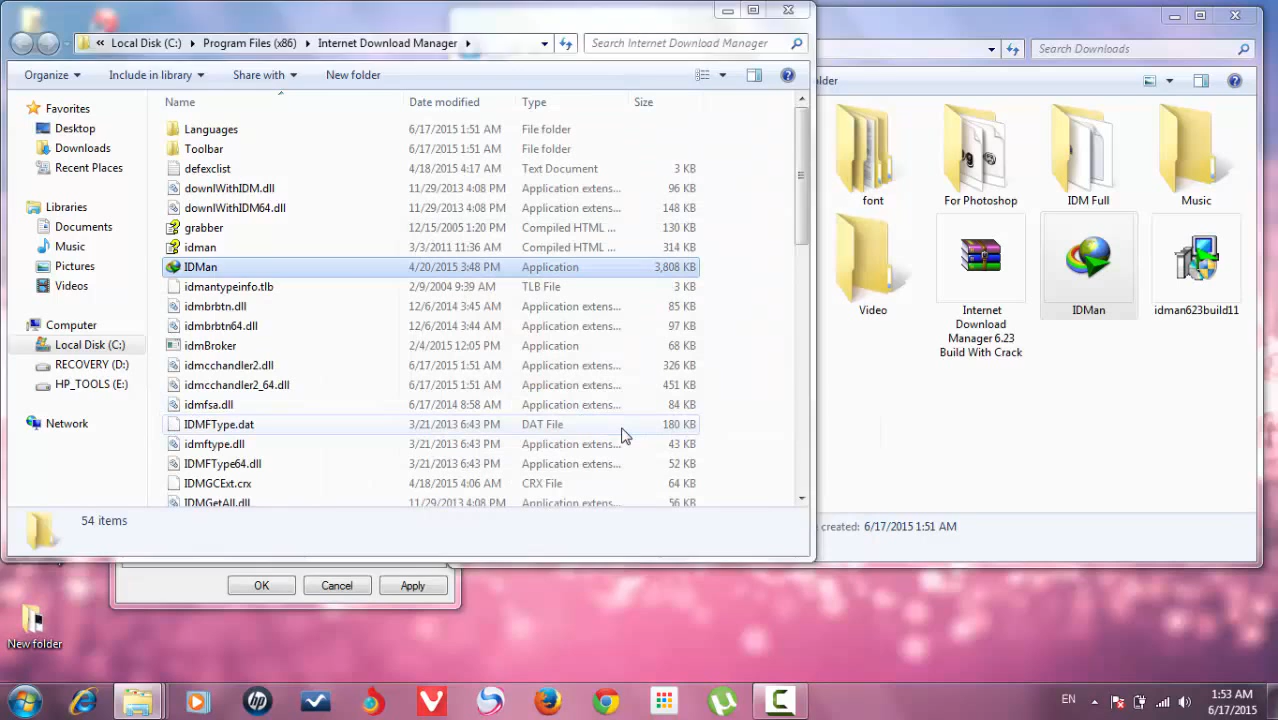 Local Disk (C:) Program Files (x86) Internet Download Manager
Search Internet Download Manager
Search Downloads
Organize Include in library Share with New folder
Favorites
Desktop
Downloads
Recent Places
Libraries
Documents
Music
Pictures
Videos
Computer
Local Disk (C:)
RECOVERY (D:)
HP_TOOLS (E:)
Network
Name Date modified Type Size
Languages 6/17/2015 1:51 AM File folder
Toolbar 6/17/2015 1:51 AM File folder
defexclist 4/18/2015 4:17 AM Text Document 3 KB
downlWithIDM.dll 11/29/2013 4:08 PM Application extens... 96 KB
downlWithIDM64.dll 11/29/2013 4:08 PM Application extens... 148 KB
grabber 12/15/2005 1:20 PM Compiled HTML ... 130 KB
idman 3/3/2011 11:36 AM Compiled HTML ... 314 KB
IDMan 4/20/2015 3:48 PM Application 3,808 KB
idmantypeinfo.tlb 2/9/2004 9:39 AM TLB File 3 KB
idmbrbtn.dll 12/6/2014 3:45 PM Application extens... 85 KB
idmbrbtn64.dll 12/6/2014 3:44 PM Application extens... 97 KB
idmBroker 2/4/2015 12:05 PM Application 68 KB
idmcchandler2.dll 6/17/2015 1:51 AM Application extens... 326 KB
idmcchandler2_64.dll 6/17/2015 1:51 AM Application extens... 451 KB
idmfsa.dll 6/17/2014 8:58 AM Application extens... 84 KB
IDMFType.dat 3/21/2013 6:43 PM DAT File 180 KB
idmftype.dll 3/21/2013 6:43 PM Application extens... 43 KB
IDMFType64.dll 3/21/2013 6:43 PM Application extens... 52 KB
IDMGCExt.crx 4/18/2015 4:06 AM CRX File 64 KB
IDMGetAll.dll 11/29/2013 4:08 PM Application extens... 56 KB
54 items
font
For Photoshop
IDM Full
Music
Video
Internet
Download
Manager 6.23
Build With Crack
IDMan
idman623build11
created: 6/17/2015 1:51 AM
OK Cancel Apply
New folder
EN
1:53 AM
6/17/2015